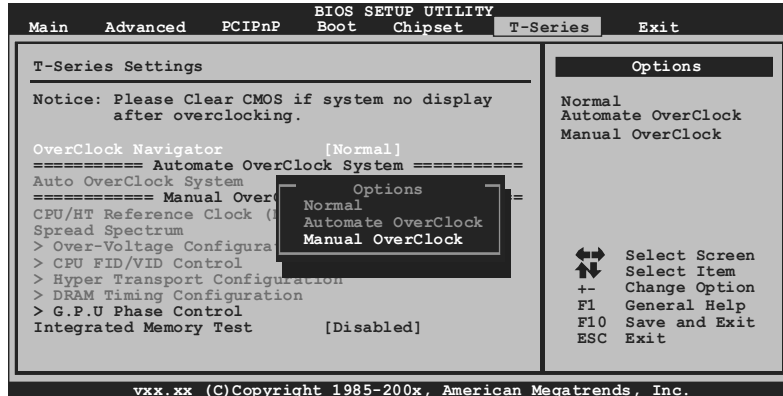 BIOS SETUP UTILITY
Main Advanced PCIPnP Boot Chipset T-Series Exit
T-Series Settings
Notice: Please Clear CMOS if system no display
after overclocking.
OverClock Navigator [Normal]
=========== Automate OverClock System ===========
Auto OverClock System
============ Manual Over =
CPU/HT Reference Clock (
Spread Spectrum
> Over-Voltage Configura
> CPU FID/VID Control
> Hyper Transport Configuration
> DRAM Timing Configuration
> G.P.U Phase Control
Integrated Memory Test [Disabled]
Options
Normal
Automate OverClock
Manual OverClock
Options
Normal
Automate OverClock
Manual OverClock
Select Screen
Select Item
+- Change Option
F1 General Help
F10 Save and Exit
ESC Exit
vxx.xx (C)Copyright 1985-200x, American Megatrends, Inc.